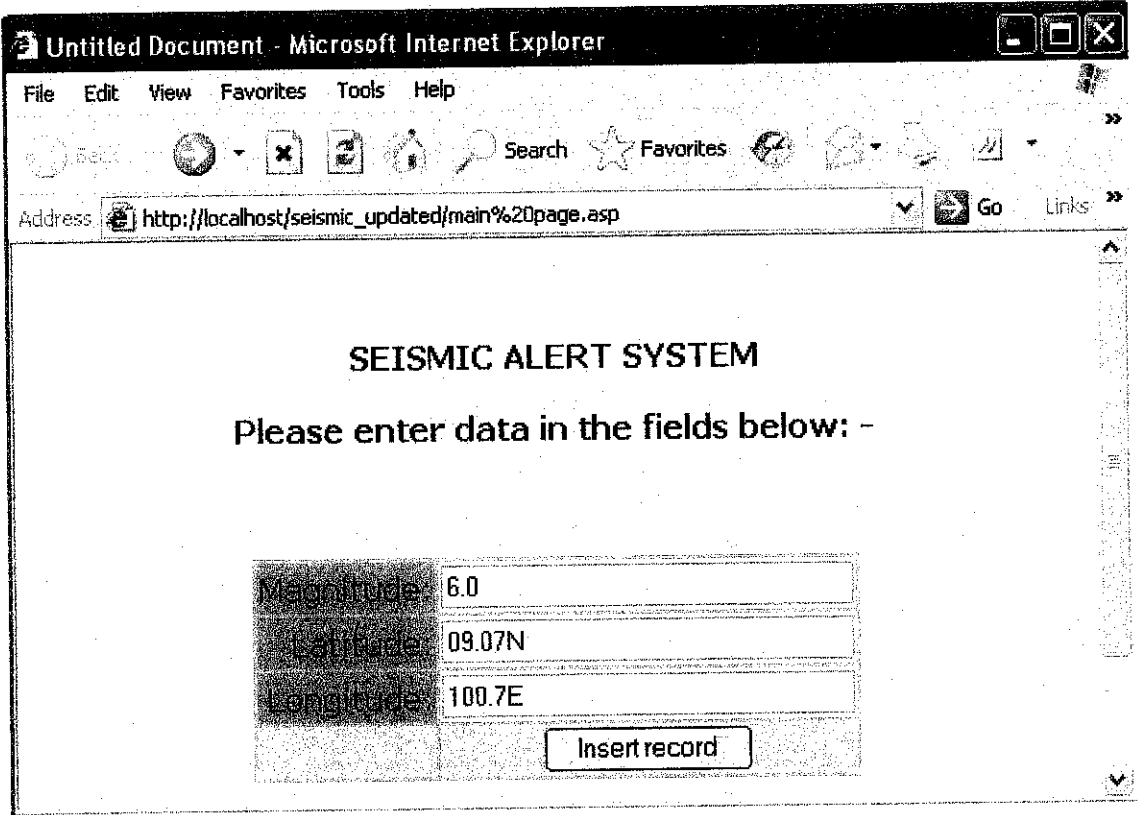 Untitled Document - Microsoft Internet Explorer
File Edit View Favorites Tools Help
Back Search Favorites
Address http://localhost/seismic_updated/main%20page.asp Go Links
SEISMIC ALERT SYSTEM
Please enter data in the fields below: -
Magnitude: 6.0
Latitude: 09.07N
Longitude: 100.7E
Insert record